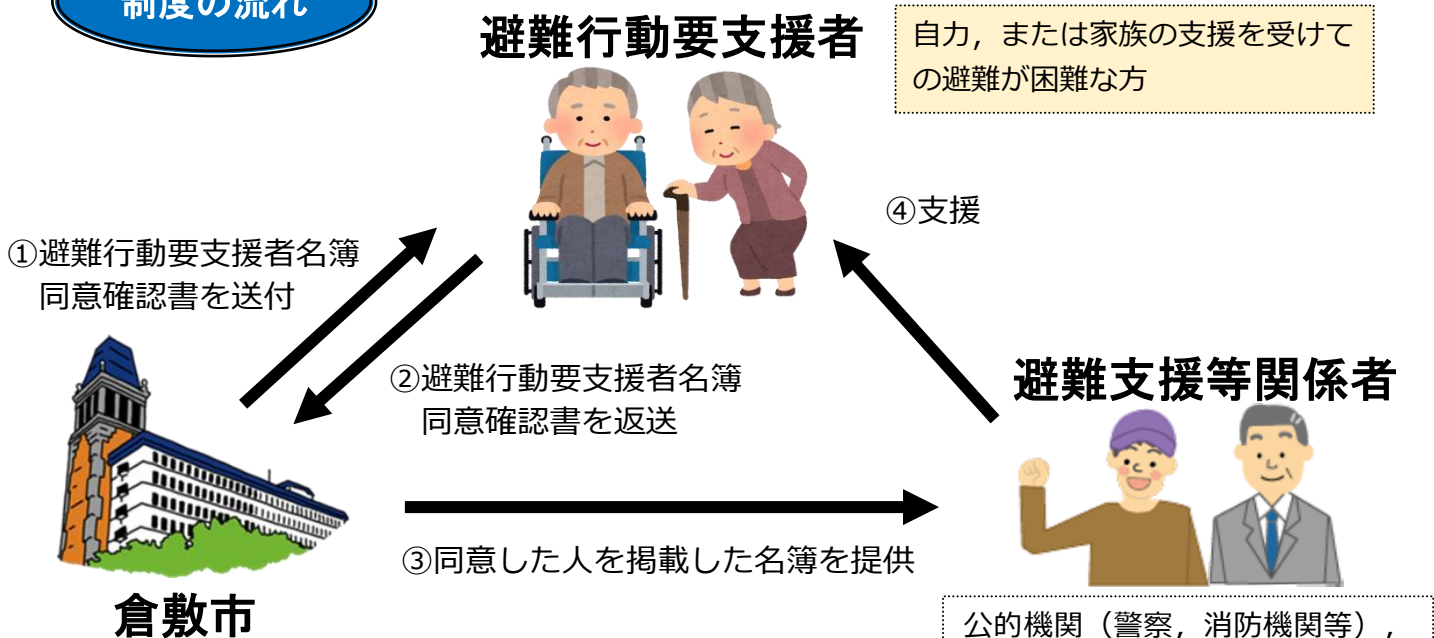 制度の流れ
避難行動要支援者
自力，または家族の支援を受けて
の避難が困難な方
④支援
①避難行動要支援者名簿
同意確認書を送付
②避難行動要支援者名簿
同意確認書を返送
避難支援等関係者
③同意した人を掲載した名簿を提供
倉敷市
公的機関（警察，消防機関等），